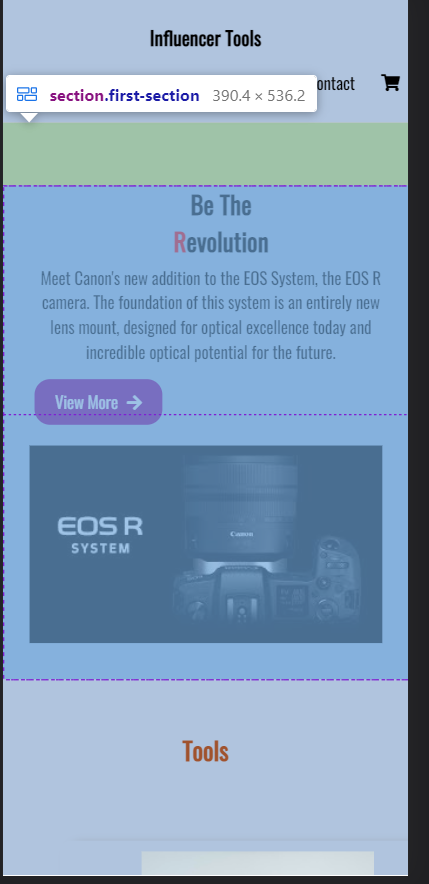 Influencer Tools
ontact
section.first-section 390.4 × 536.2
Be The
Revolution
Meet Canon's new addition to the EOS System, the EOS R
camera. The foundation of this system is an entirely new
lens mount, designed for optical excellence today and
incredible optical potential for the future.
View More
EOS R
SYSTEM
Canon
Tools